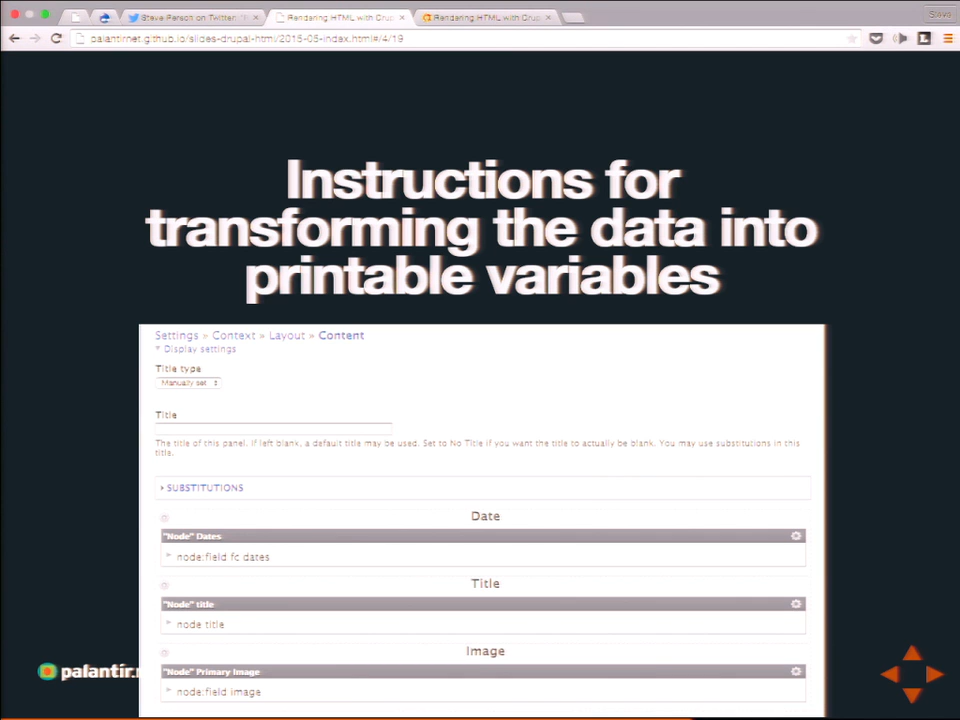 Steve Person on Twitter: "
Rendering HTML with Drup
Rendering HTML with Drup
Steve
palantirnet.github.io/slides-drupal-html/2015-05-index.html#/4/19
Instructions for
transforming the data into
printable variables
Settings » Context » Layout » Content
Display settings
Title type
Manually set
Title
The title of this panel. If left blank, a default title may be used. Set to No Title if you want the title to actually be blank. You may use substitutions in this
title.
SUBSTITUTIONS
Date
"Node" Dates
node:field fc dates
Title
"Node" title
node title
Image
"Node" Primary Image
node:field image
palantir.